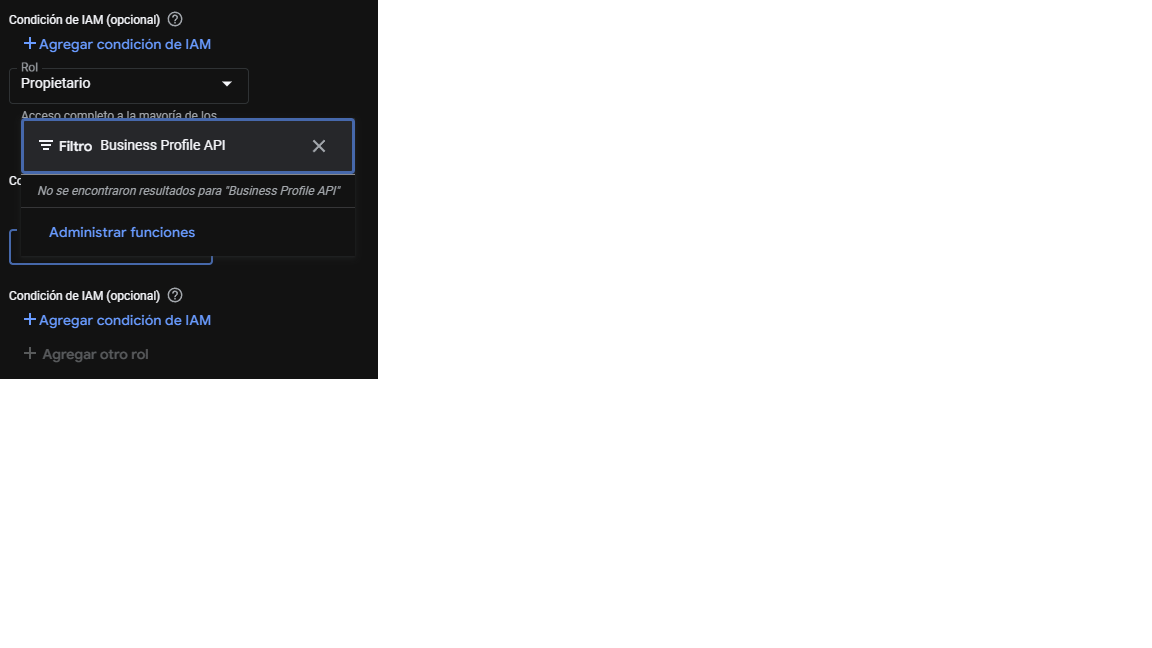 Condición de IAM (opcional)
Agregar condición de IAM
Rol
Propietario
Acceso completo a la mayoría de los
Filtro Business Profile API
Co
No se encontraron resultados para "Business Profile API"
Administrar funciones
Condición de IAM (opcional)
Agregar condición de IAM
Agregar otro rol